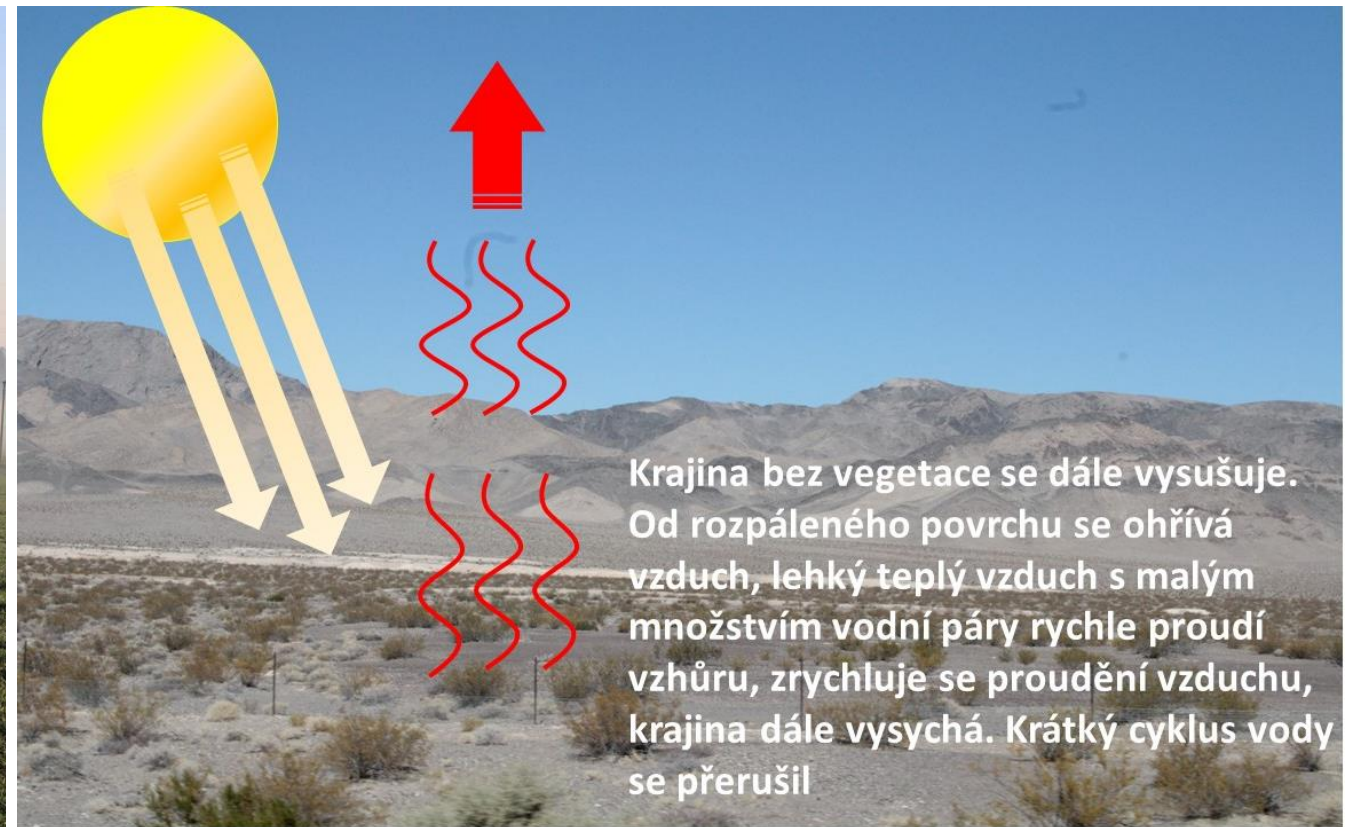 Krajina bez vegetace se dále vysušuje.
Od rozpáleného povrchu se ohřívá
vzduch, lehký teplý vzduch s malým
množstvím vodní páry rychle proudí
vzhůru, zrychluje se proudění vzduchu,
krajina dále vysychá. Krátký cyklus vody
se přerušil